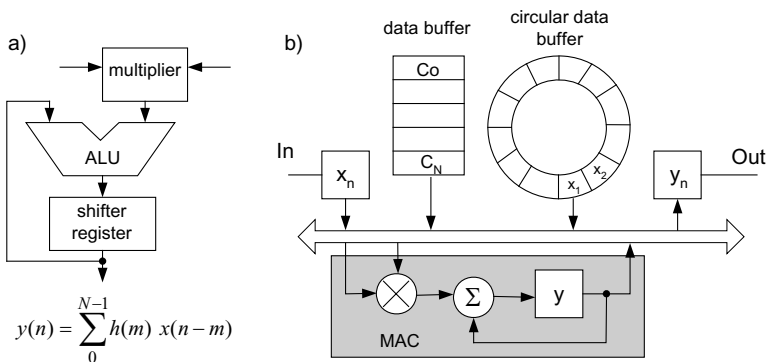 a)
multiplier
ALU
shifter
register
y(n) = \sum_{0}^{N-1} h(m) x(n-m)
b)
data buffer
circular data
buffer
Co
C_N
x_1
x_2
In
x_n
y_n
Out
Σ
y
MAC